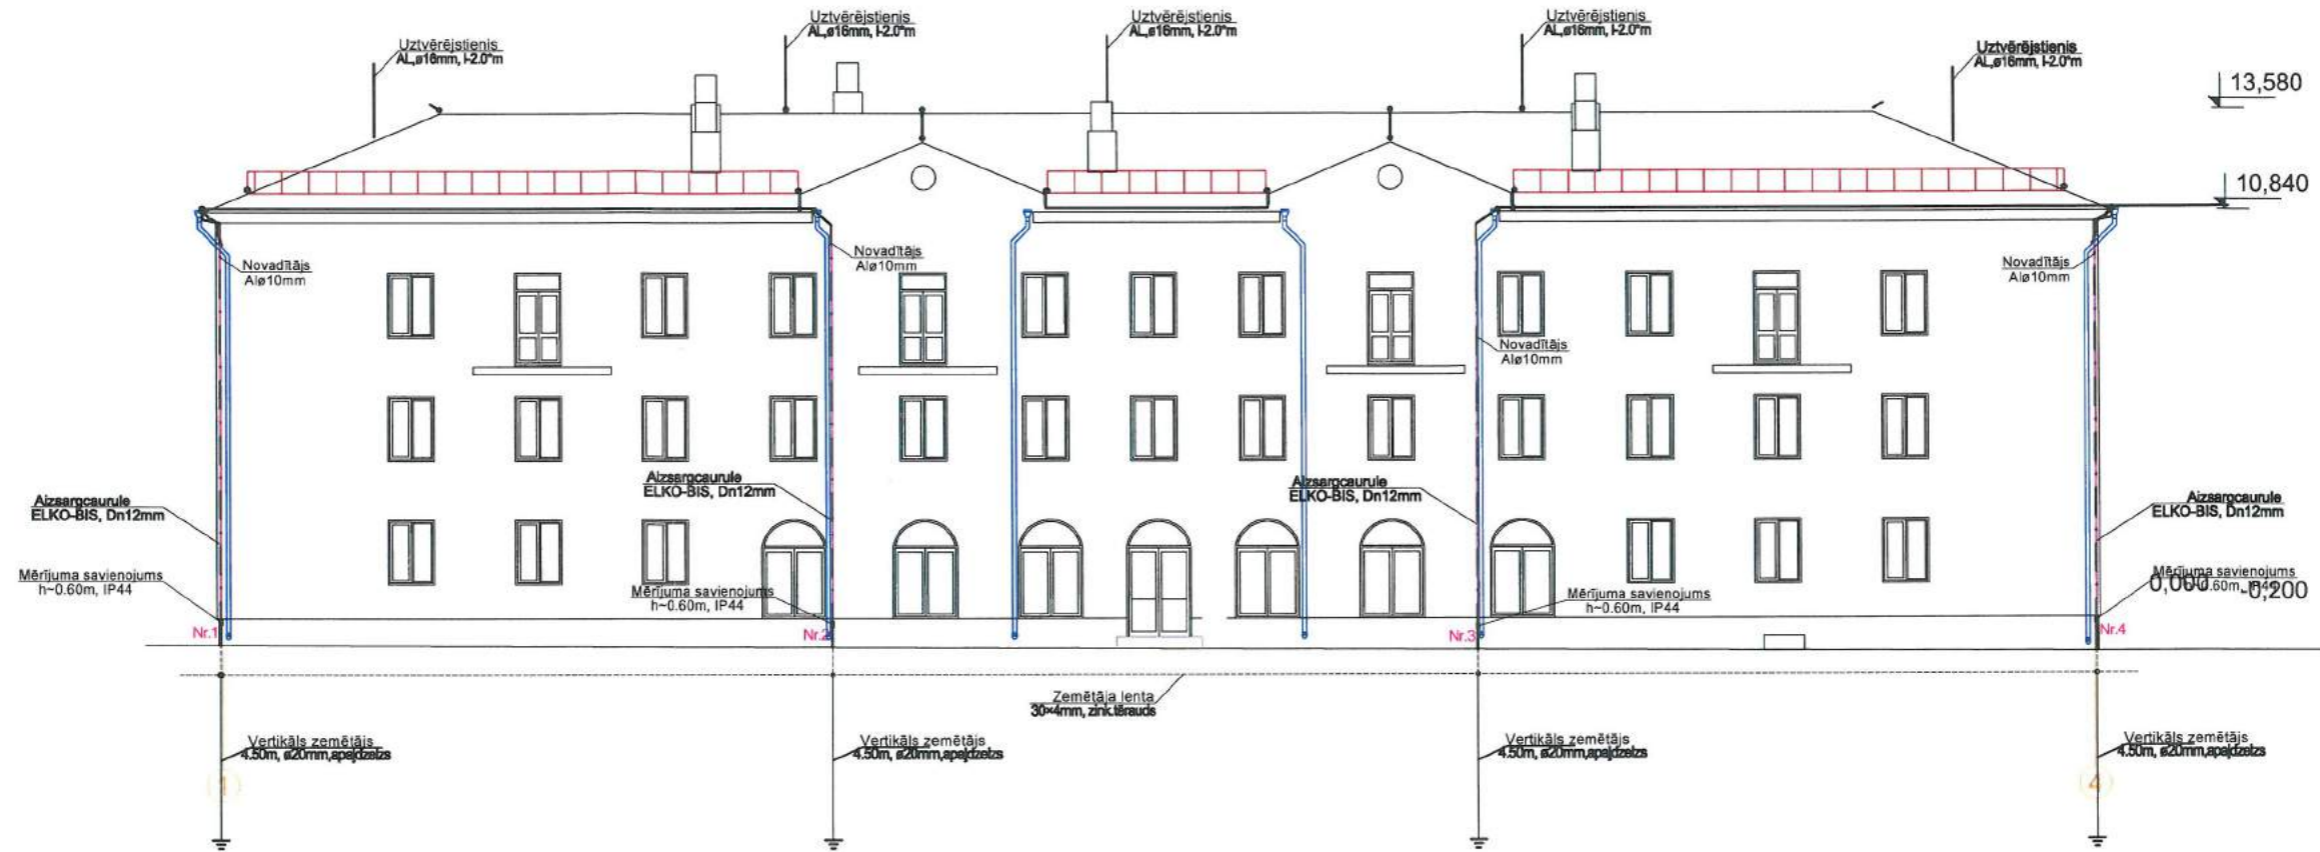 Uztvērējstienis
AL,ø16mm, l-2.0*m
Uztvērējstienis
AL,ø16mm, l-2.0*m
Uztvērējstienis
AL,ø16mm, l-2.0*m
Uztvērējstienis
AL,ø16mm, l-2.0*m
Uztvērējstienis
AL,ø16mm, l-2.0*m
13,580
10,840
Novadītājs
Alø10mm
Novadītājs
Alø10mm
Novadītājs
Alø10mm
Novadītājs
Alø10mm
Aizsargcaurule
ELKO-BIS, Dn12mm
Aizsargcaurule
ELKO-BIS, Dn12mm
Aizsargcaurule
ELKO-BIS, Dn12mm
Aizsargcaurule
ELKO-BIS, Dn12mm
Mērījuma savienojums
h~0.60m, IP44
Mērījuma savienojums
h~0.60m, IP44
Mērījuma savienojums
h~0.60m, IP44
Mērījuma savienojums
h~0.60m, IP44
0,000
-0,200
Nr.1
Nr.2
Nr.3
Nr.4
Zemētāja lenta
30×4mm, zink.tērauds
Vertikāls zemētājs
4.50m, ø20mm,apaļdzelzs
Vertikāls zemētājs
4.50m, ø20mm,apaļdzelzs
Vertikāls zemētājs
4.50m, ø20mm,apaļdzelzs
Vertikāls zemētājs
4.50m, ø20mm,apaļdzelzs
1
4